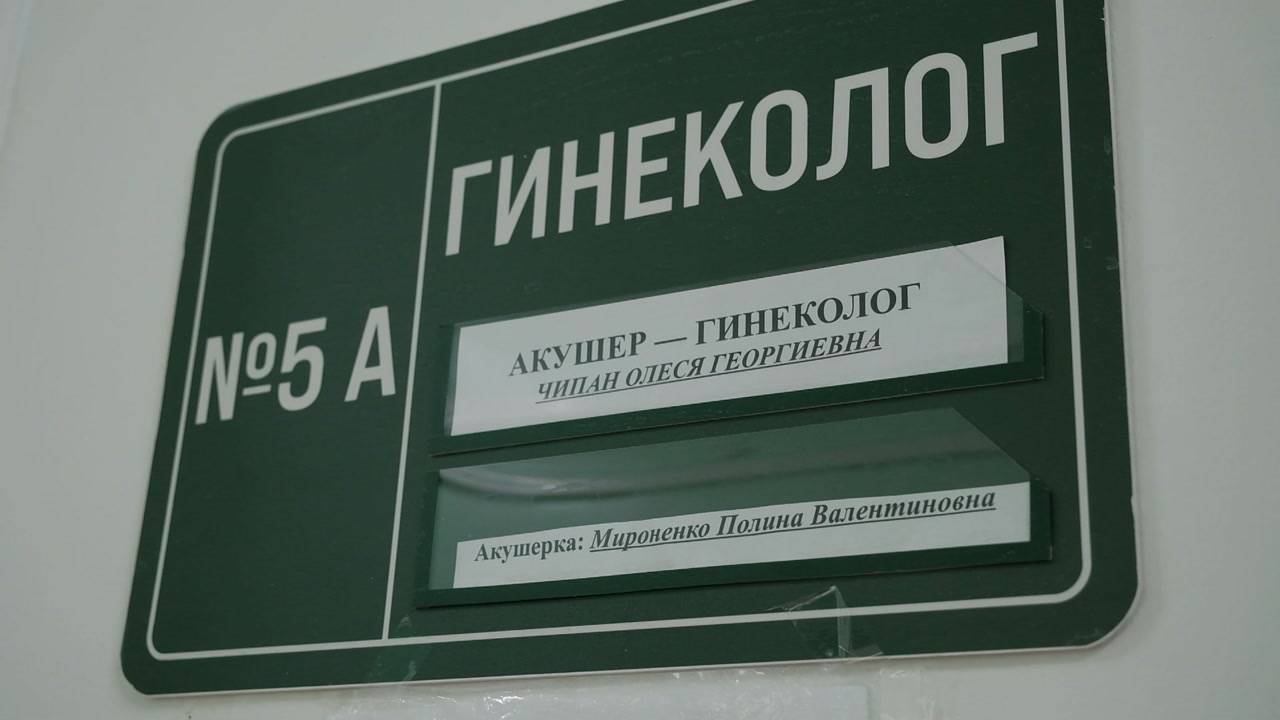 №5 А
ГИНЕКОЛОГ
АКУШЕР — ГИНЕКОЛОГ
ЧИПАН ОЛЕСЯ ГЕОРГИЕВНА
Акушерка: Мироненко Полина Валентиновна